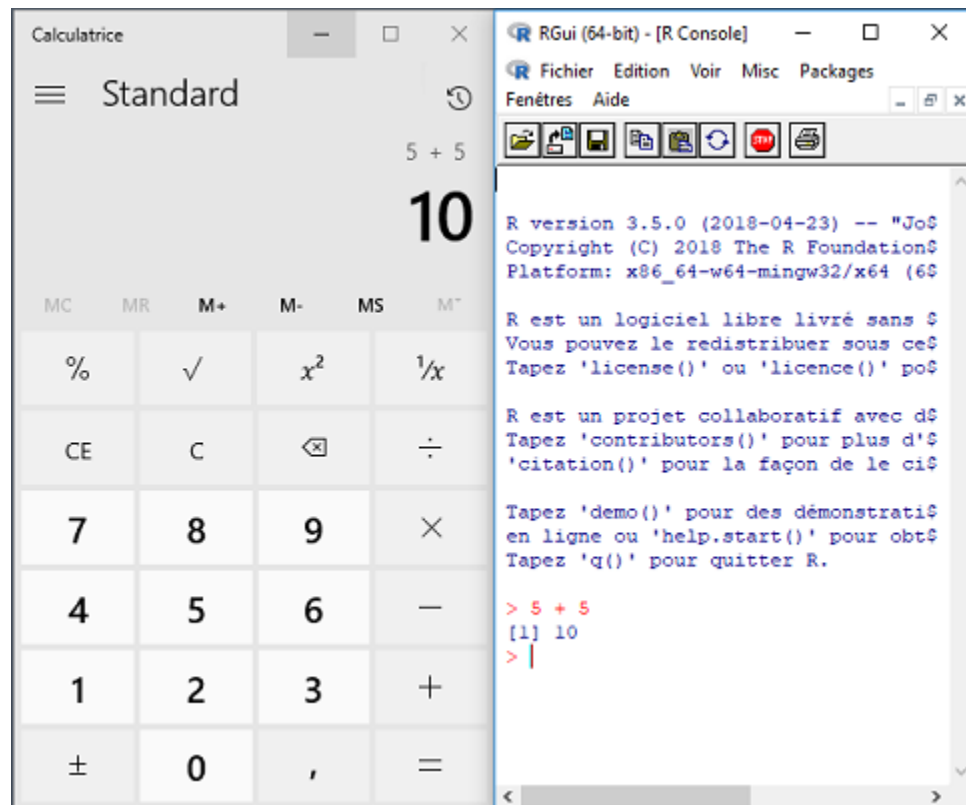 Calculatrice
Standard
5 + 5
10
MC MR M+ M- MS M˅
% √ x² ¹/x
CE C ÷
7 8 9 ×
4 5 6 −
1 2 3 +
± 0 , =
RGui (64-bit) - [R Console]
Fichier Edition Voir Misc Packages
Fenêtres Aide
STOP
R version 3.5.0 (2018-04-23) -- "Jo$
Copyright (C) 2018 The R Foundation$
Platform: x86_64-w64-mingw32/x64 (6$
R est un logiciel libre livré sans $
Vous pouvez le redistribuer sous ce$
Tapez 'license()' ou 'licence()' po$
R est un projet collaboratif avec d$
Tapez 'contributors()' pour plus d'$
'citation()' pour la façon de le ci$
Tapez 'demo()' pour des démonstrati$
en ligne ou 'help.start()' pour obt$
Tapez 'q()' pour quitter R.
> 5 + 5
[1] 10
>